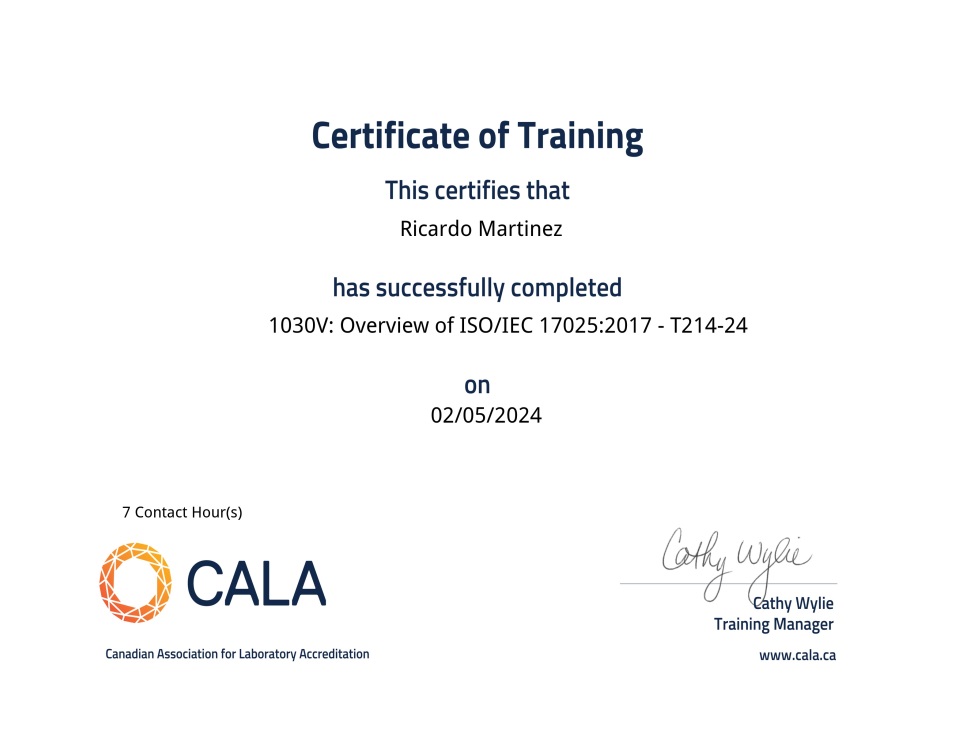 Certificate of Training
This certifies that
Ricardo Martinez
has successfully completed
1030V: Overview of ISO/IEC 17025:2017 - T214-24
on
02/05/2024
7 Contact Hour(s)
CALA
Canadian Association for Laboratory Accreditation
Cathy Wylie
Cathy Wylie
Training Manager
www.cala.ca